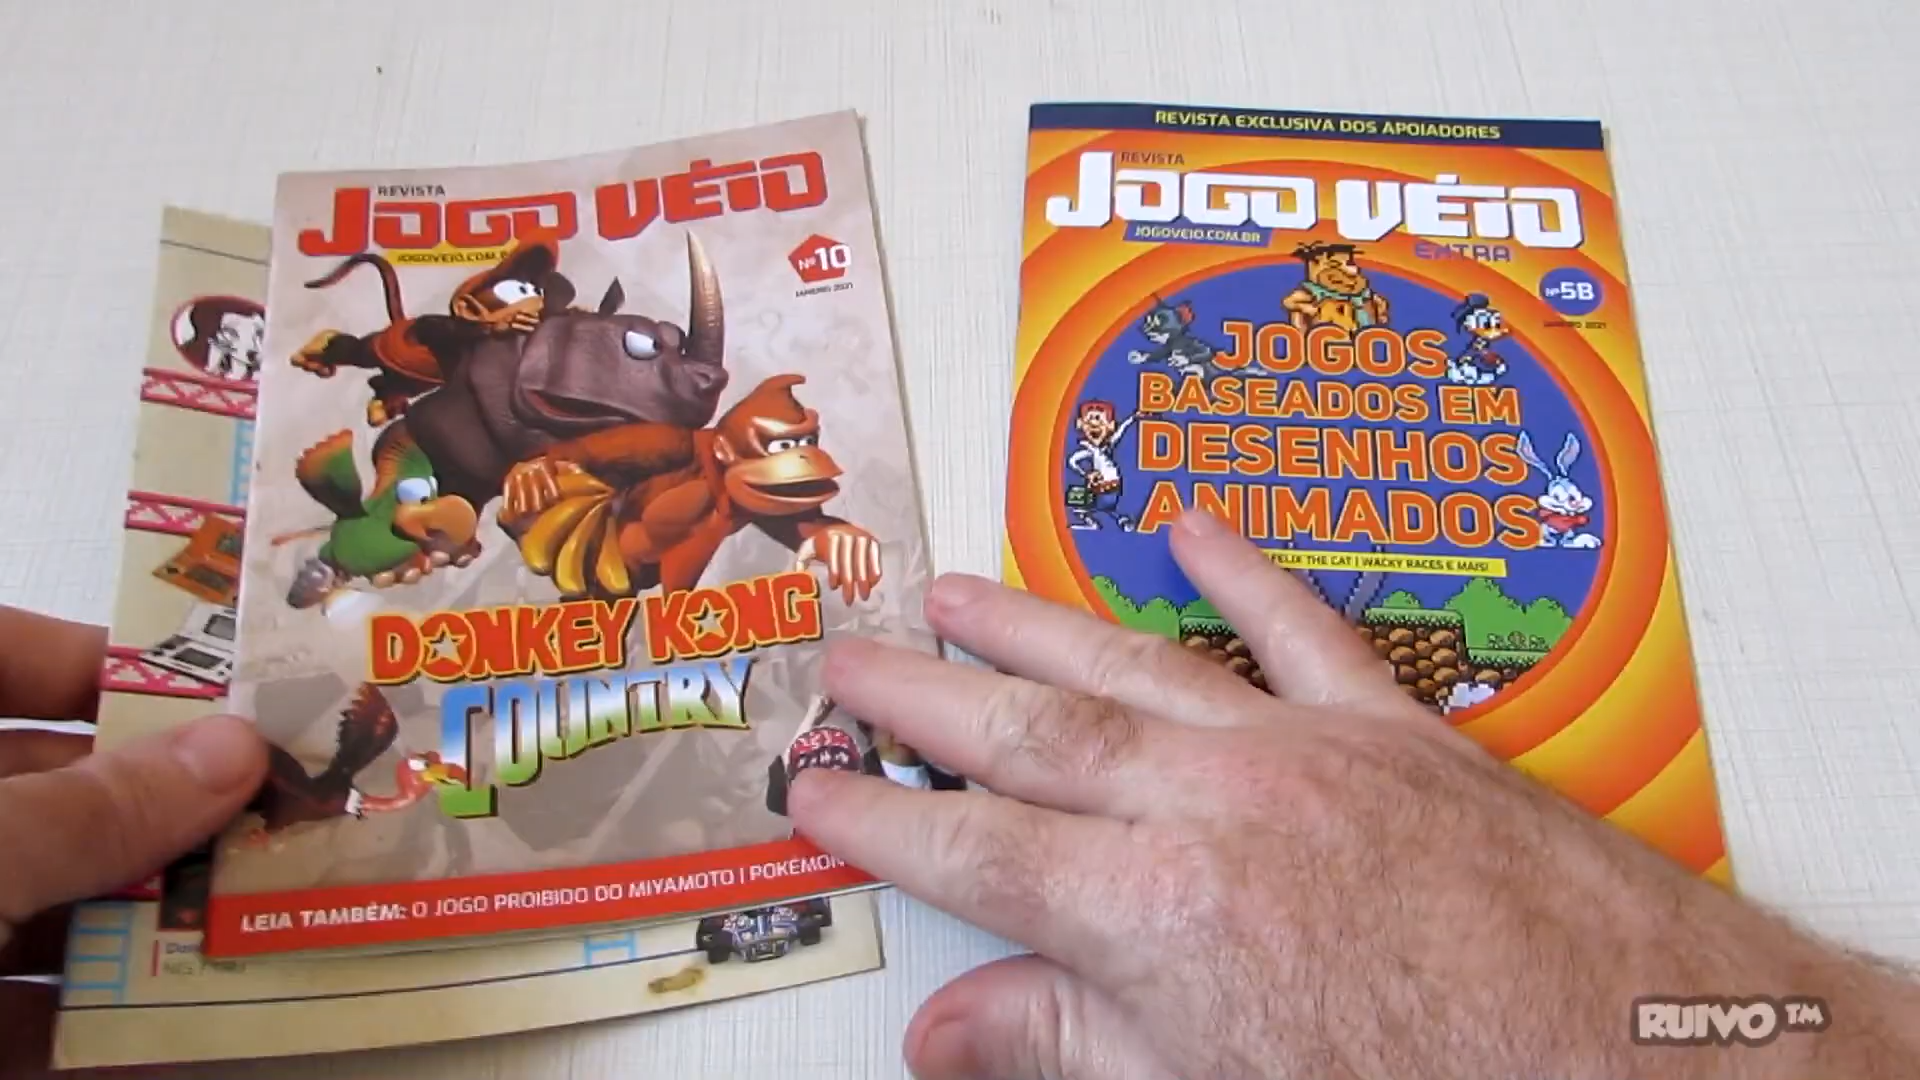 REVISTA
JOGO VÉIO
JOGOVEIO.COM.B
Nº10
JANEIRO 2021
DONKEY KONG
COUNTRY
LEIA TAMBÉM: O JOGO PROIBIDO DO MIYAMOTO | POKÉMON
REVISTA EXCLUSIVA DOS APOIADORES
REVISTA
JOGO VÉIO
JOGOVEIO.COM.BR
EXTRA
Nº5B
JANEIRO 2021
JOGOS
BASEADOS EM
DESENHOS
ANIMADOS
FELIX THE CAT | WACKY RACES E MAIS!
RUIVO™